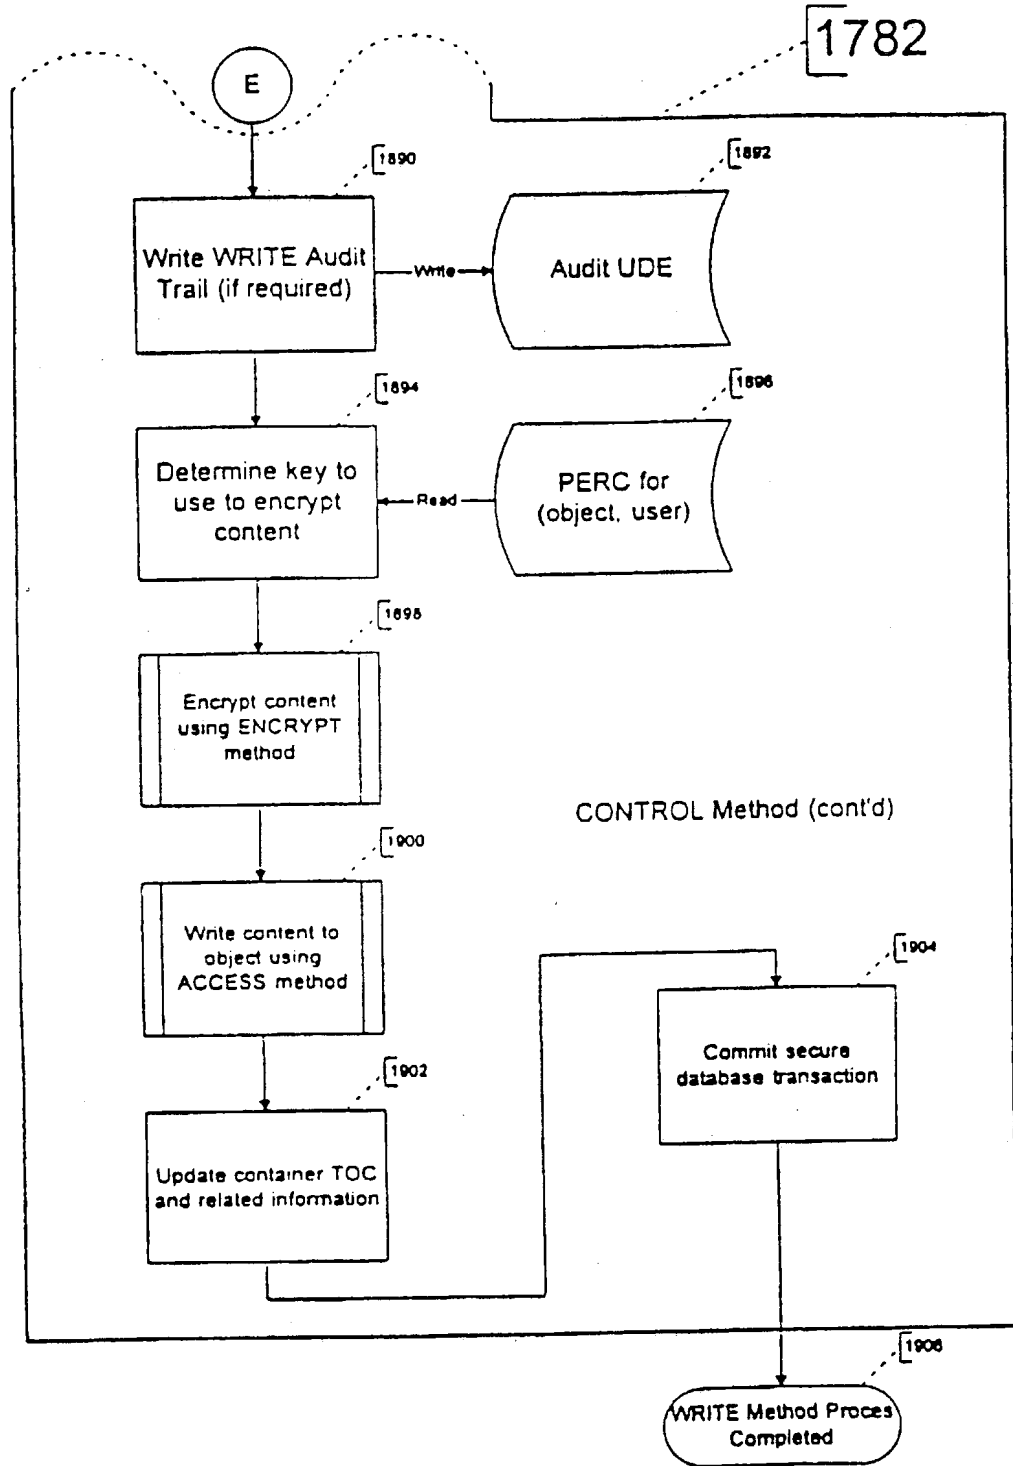 1782
E
1890
Write WRITE Audit
Trail (if required)
Write
1892
Audit UDE
1894
Determine key to
use to encrypt
content
Read
1896
PERC for
(object, user)
1898
Encrypt content
using ENCRYPT
method
CONTROL Method (cont'd)
1900
Write content to
object using
ACCESS method
1902
Update container TOC
and related information
1904
Commit secure
database transaction
1906
WRITE Method Proces
Completed